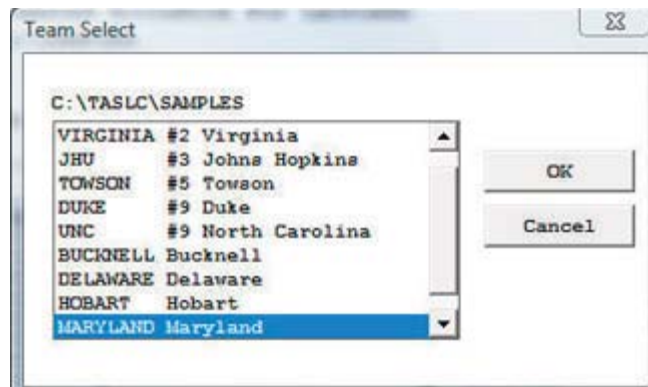 Team Select
C:\TASLC\SAMPLES
VIRGINIA #2 Virginia
JHU #3 Johns Hopkins
TOWSON #5 Towson
DUKE #9 Duke
UNC #9 North Carolina
BUCKNELL Bucknell
DELAWARE Delaware
HOBART Hobart
MARYLAND Maryland
OK
Cancel